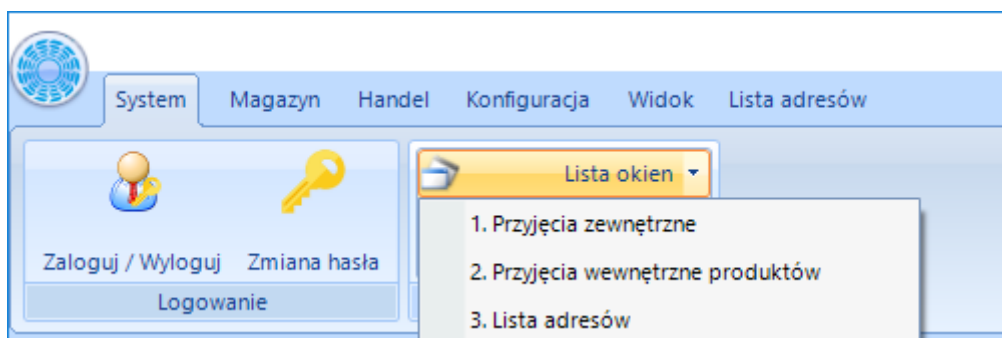 System Magazyn Handel Konfiguracja Widok Lista adresów
Lista okien
1. Przyjęcia zewnętrzne
Zaloguj / Wyloguj Zmiana hasła
2. Przyjęcia wewnętrzne produktów
Logowanie
3. Lista adresów